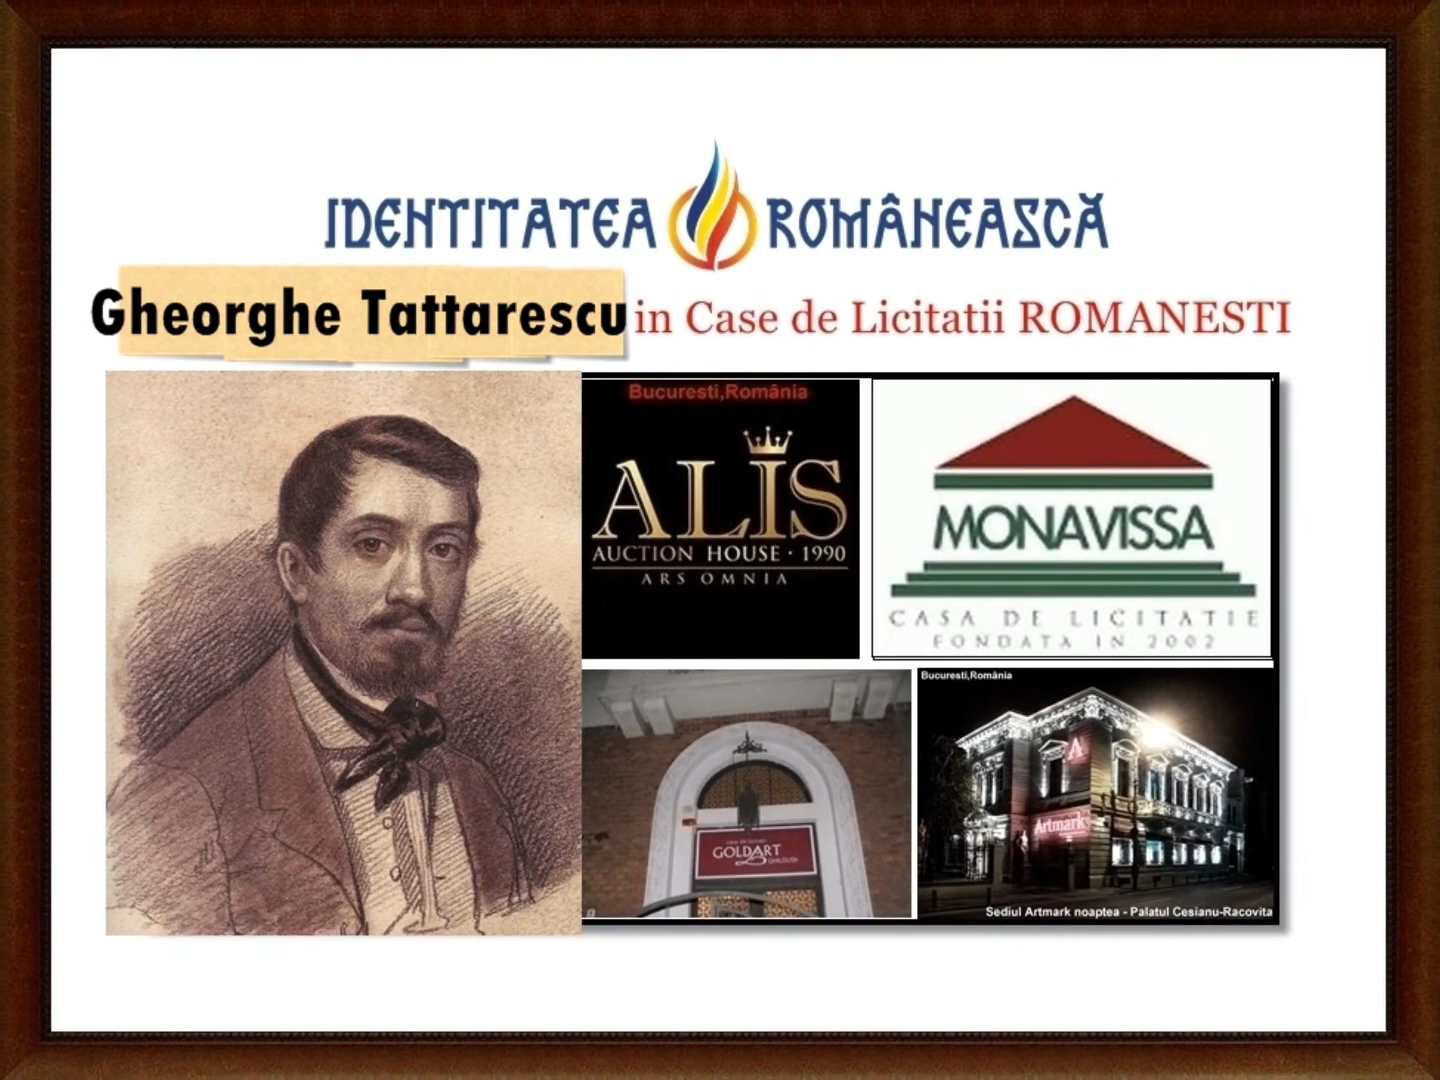 IDENTITATEA ROMÂNEASCĂ
Gheorghe Tattarescu in Case de Licitatii ROMANESTI
Bucuresti,România
ALIS
AUCTION HOUSE · 1990
ARS OMNIA
MONAVISSA
CASA DE LICITATIE
FONDATA IN 2002
GOLDART
Bucuresti,România
Artmark
Sediul Artmark noaptea - Palatul Cesianu-Racovita